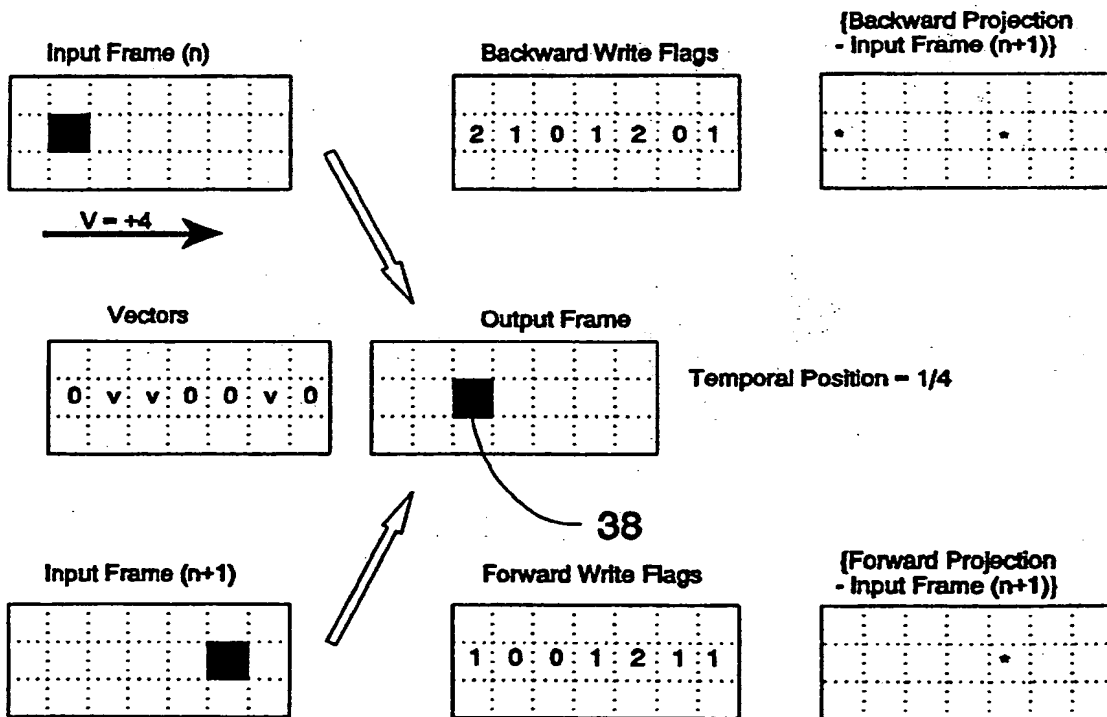 Input Frame (n)
Backward Write Flags
{Backward Projection
- Input Frame (n+1)}
2 1 0 1 2 0 1
* *
V = +4
Vectors
Output Frame
0 v v 0 0 v 0
Temporal Position = 1/4
38
Input Frame (n+1)
Forward Write Flags
{Forward Projection
- Input Frame (n+1)}
1 0 0 1 2 1 1
*